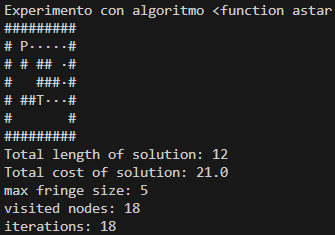 Experimento con algoritmo <function astar
#########
# P·····#
# # ## ·#
#   ###·#
# ##T···#
#       #
#########
Total length of solution: 12
Total cost of solution: 21.0
max fringe size: 5
visited nodes: 18
iterations: 18